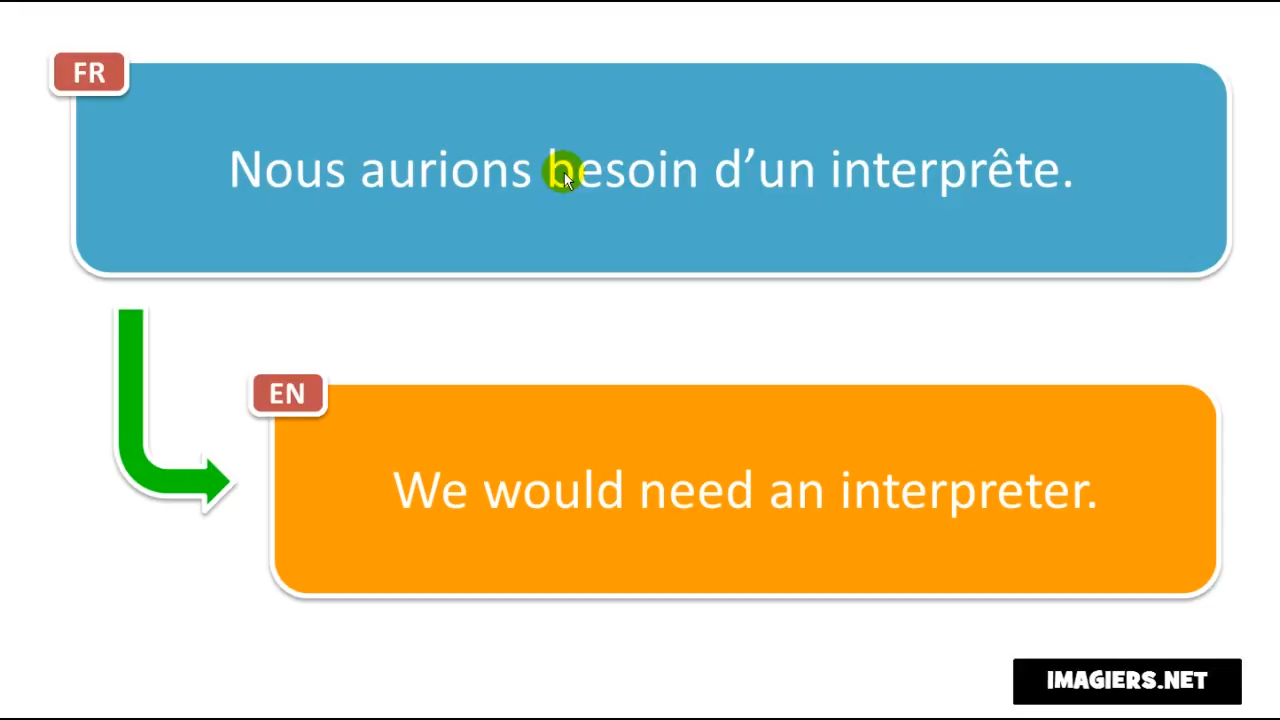 FR
Nous aurions besoin d’un interprête.
EN
We would need an interpreter.
IMAGIERS.NET